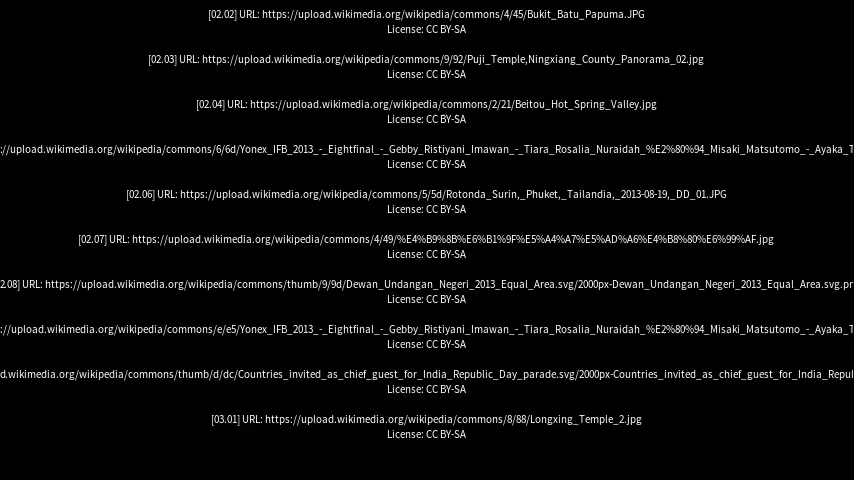 [02.02] URL: https://upload.wikimedia.org/wikipedia/commons/4/45/Bukit_Batu_Papuma.JPG
License: CC BY-SA
[02.03] URL: https://upload.wikimedia.org/wikipedia/commons/9/92/Puji_Temple,Ningxiang_County_Panorama_02.jpg
License: CC BY-SA
[02.04] URL: https://upload.wikimedia.org/wikipedia/commons/2/21/Beitou_Hot_Spring_Valley.jpg
License: CC BY-SA
://upload.wikimedia.org/wikipedia/commons/6/6d/Yonex_IFB_2013_-_Eightfinal_-_Gebby_Ristiyani_Imawan_-_Tiara_Rosalia_Nuraidah_%E2%80%94_Misaki_Matsutomo_-_Ayaka_T
License: CC BY-SA
[02.06] URL: https://upload.wikimedia.org/wikipedia/commons/5/5d/Rotonda_Surin,_Phuket,_Tailandia,_2013-08-19,_DD_01.JPG
License: CC BY-SA
[02.07] URL: https://upload.wikimedia.org/wikipedia/commons/4/49/%E4%B9%8B%E6%B1%9F%E5%A4%A7%E5%AD%A6%E4%B8%80%E6%99%AF.jpg
License: CC BY-SA
2.08] URL: https://upload.wikimedia.org/wikipedia/commons/thumb/9/9d/Dewan_Undangan_Negeri_2013_Equal_Area.svg/2000px-Dewan_Undangan_Negeri_2013_Equal_Area.svg.pr
License: CC BY-SA
://upload.wikimedia.org/wikipedia/commons/e/e5/Yonex_IFB_2013_-_Eightfinal_-_Gebby_Ristiyani_Imawan_-_Tiara_Rosalia_Nuraidah_%E2%80%94_Misaki_Matsutomo_-_Ayaka_T
License: CC BY-SA
d.wikimedia.org/wikipedia/commons/thumb/d/dc/Countries_invited_as_chief_guest_for_India_Republic_Day_parade.svg/2000px-Countries_invited_as_chief_guest_for_India_Repul
License: CC BY-SA
[03.01] URL: https://upload.wikimedia.org/wikipedia/commons/8/88/Longxing_Temple_2.jpg
License: CC BY-SA